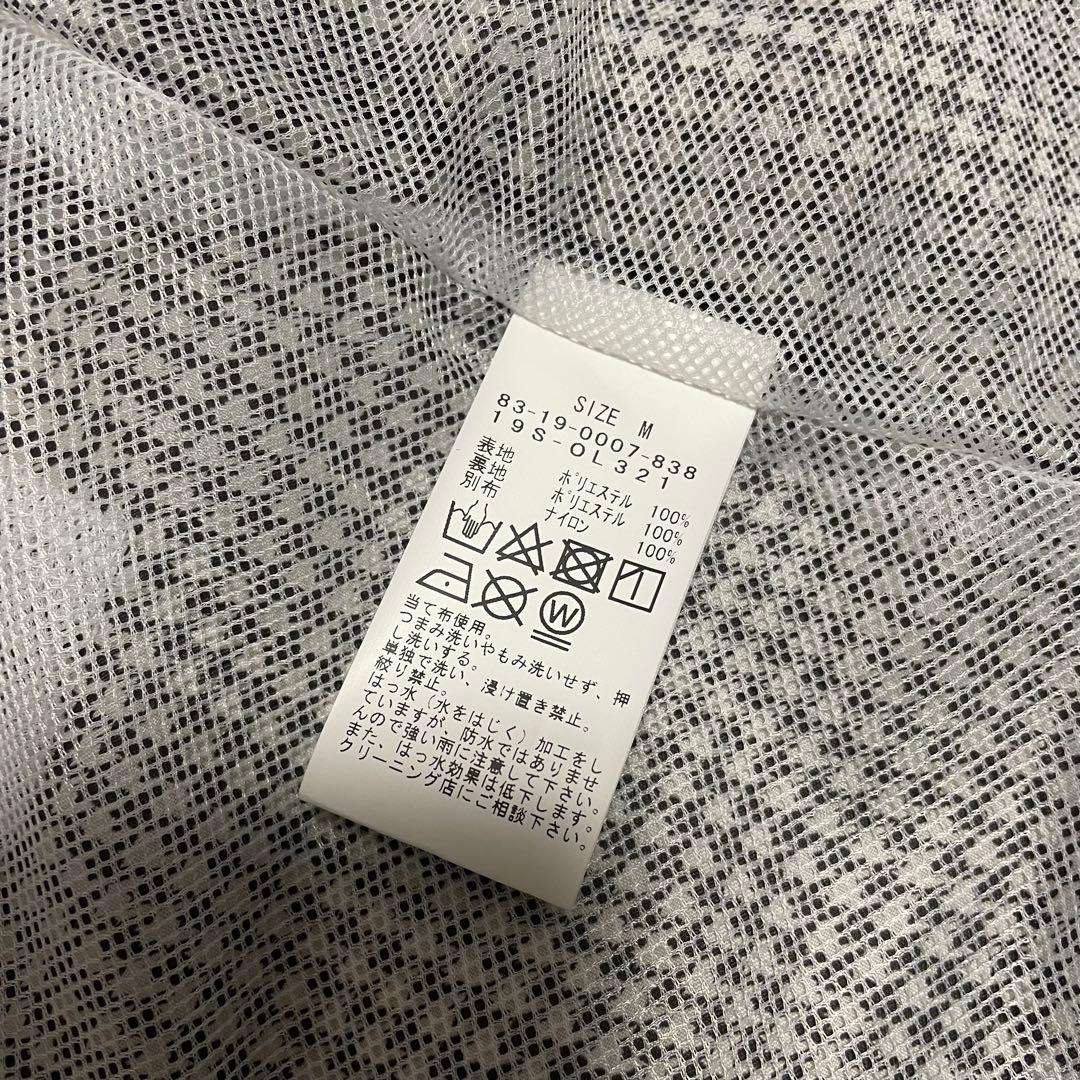 SIZE M
83-19-0007-838
19S-OL321
表地 ポリエステル 100%
裏地 ポリエステル 100%
別布 ナイロン 100%
W
当て布使用。
つまみ洗いやもみ洗いせず、押
し洗いする。
単独で洗い、浸け置き禁止。
絞り禁止。
はっ水(水をはじく)加工をし
ていますが、防水ではありませ
んので強い雨に注意して下さい。
また、はっ水効果は低下します。
クリーニング店にご相談下さい。